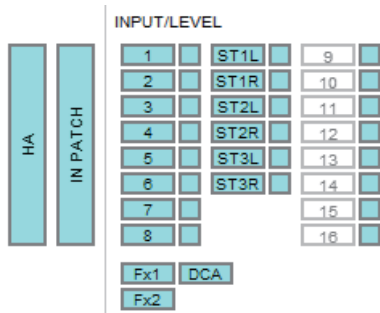 INPUT/LEVEL
HA
IN PATCH
1 ST1L 9
2 ST1R 10
3 ST2L 11
4 ST2R 12
5 ST3L 13
6 ST3R 14
7 15
8 16
Fx1 DCA
Fx2